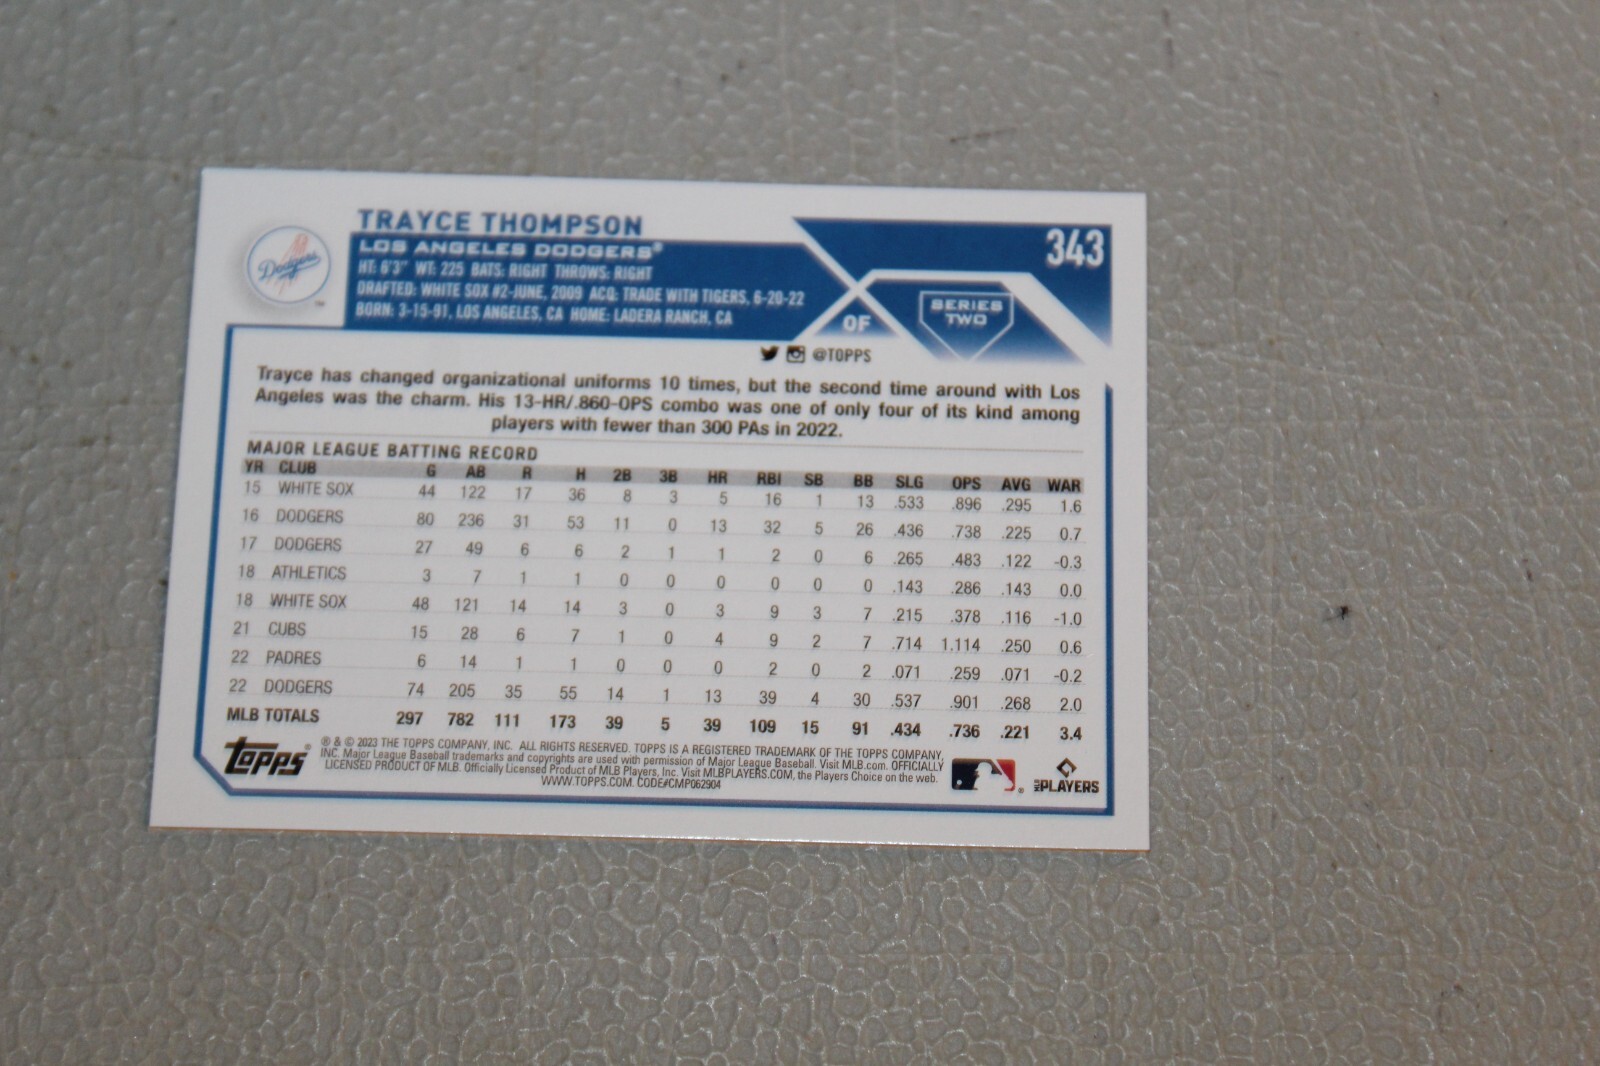 TRAYCE THOMPSON
343
LOS ANGELES DODGERS®
HT: 6'3" WT: 225 BATS: RIGHT THROWS: RIGHT
DRAFTED: WHITE SOX #2-JUNE, 2009 ACQ: TRADE WITH TIGERS, 6-20-22
BORN: 3-15-91, LOS ANGELES, CA HOME: LADERA RANCH, CA
Dodgers
OF
SERIES
TWO
@TOPPS
Trayce has changed organizational uniforms 10 times, but the second time around with Los
Angeles was the charm. His 13-HR/.860-OPS combo was one of only four of its kind among
players with fewer than 300 PAs in 2022.
MAJOR LEAGUE BATTING RECORD
YR CLUB G AB R H 2B 3B HR RBI SB BB SLG OPS AVG WAR
15 WHITE SOX 44 122 17 36 8 3 5 16 1 13 .533 .896 .295 1.6
16 DODGERS 80 236 31 53 11 0 13 32 5 26 .436 .738 .225 0.7
17 DODGERS 27 49 6 6 2 1 1 2 0 6 .265 .483 .122 -0.3
18 ATHLETICS 3 7 1 1 0 0 0 0 0 0 .143 .286 .143 0.0
18 WHITE SOX 48 121 14 14 3 0 3 9 3 7 .215 .378 .116 -1.0
21 CUBS 15 28 6 7 1 0 4 9 2 7 .714 1.114 .250 0.6
22 PADRES 6 14 1 1 0 0 0 2 0 2 .071 .259 .071 -0.2
22 DODGERS 74 205 35 55 14 1 13 39 4 30 .537 .901 .268 2.0
MLB TOTALS 297 782 111 173 39 5 39 109 15 91 .434 .736 .221 3.4
topps®
® & © 2023 THE TOPPS COMPANY, INC. ALL RIGHTS RESERVED. TOPPS IS A REGISTERED TRADEMARK OF THE TOPPS COMPANY,
INC. Major League Baseball trademarks and copyrights are used with permission of Major League Baseball. Visit MLB.com. OFFICIALLY
LICENSED PRODUCT OF MLB. Officially Licensed Product of MLB Players, Inc. Visit MLBPLAYERS.COM, the Players Choice on the web.
WWW.TOPPS.COM. CODE#CMP062904
MLB PLAYERS